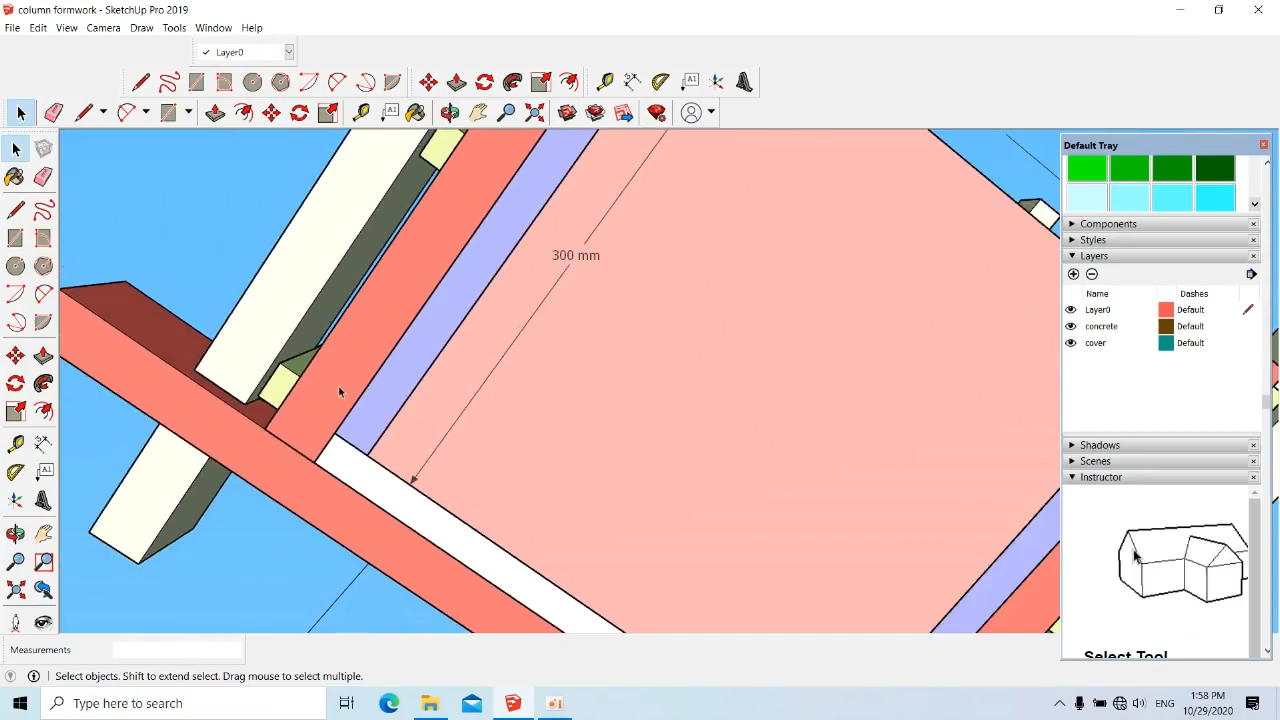 column formwork - SketchUp Pro 2019
File Edit View Camera Draw Tools Window Help
Layer0
Default Tray
300 mm
Components
Styles
Layers
Name Dashes
Layer0 Default
concrete Default
cover Default
Shadows
Scenes
Instructor
Select Tool
Measurements
Select objects. Shift to extend select. Drag mouse to select multiple.
Type here to search
ENG
1:58 PM
10/29/2020